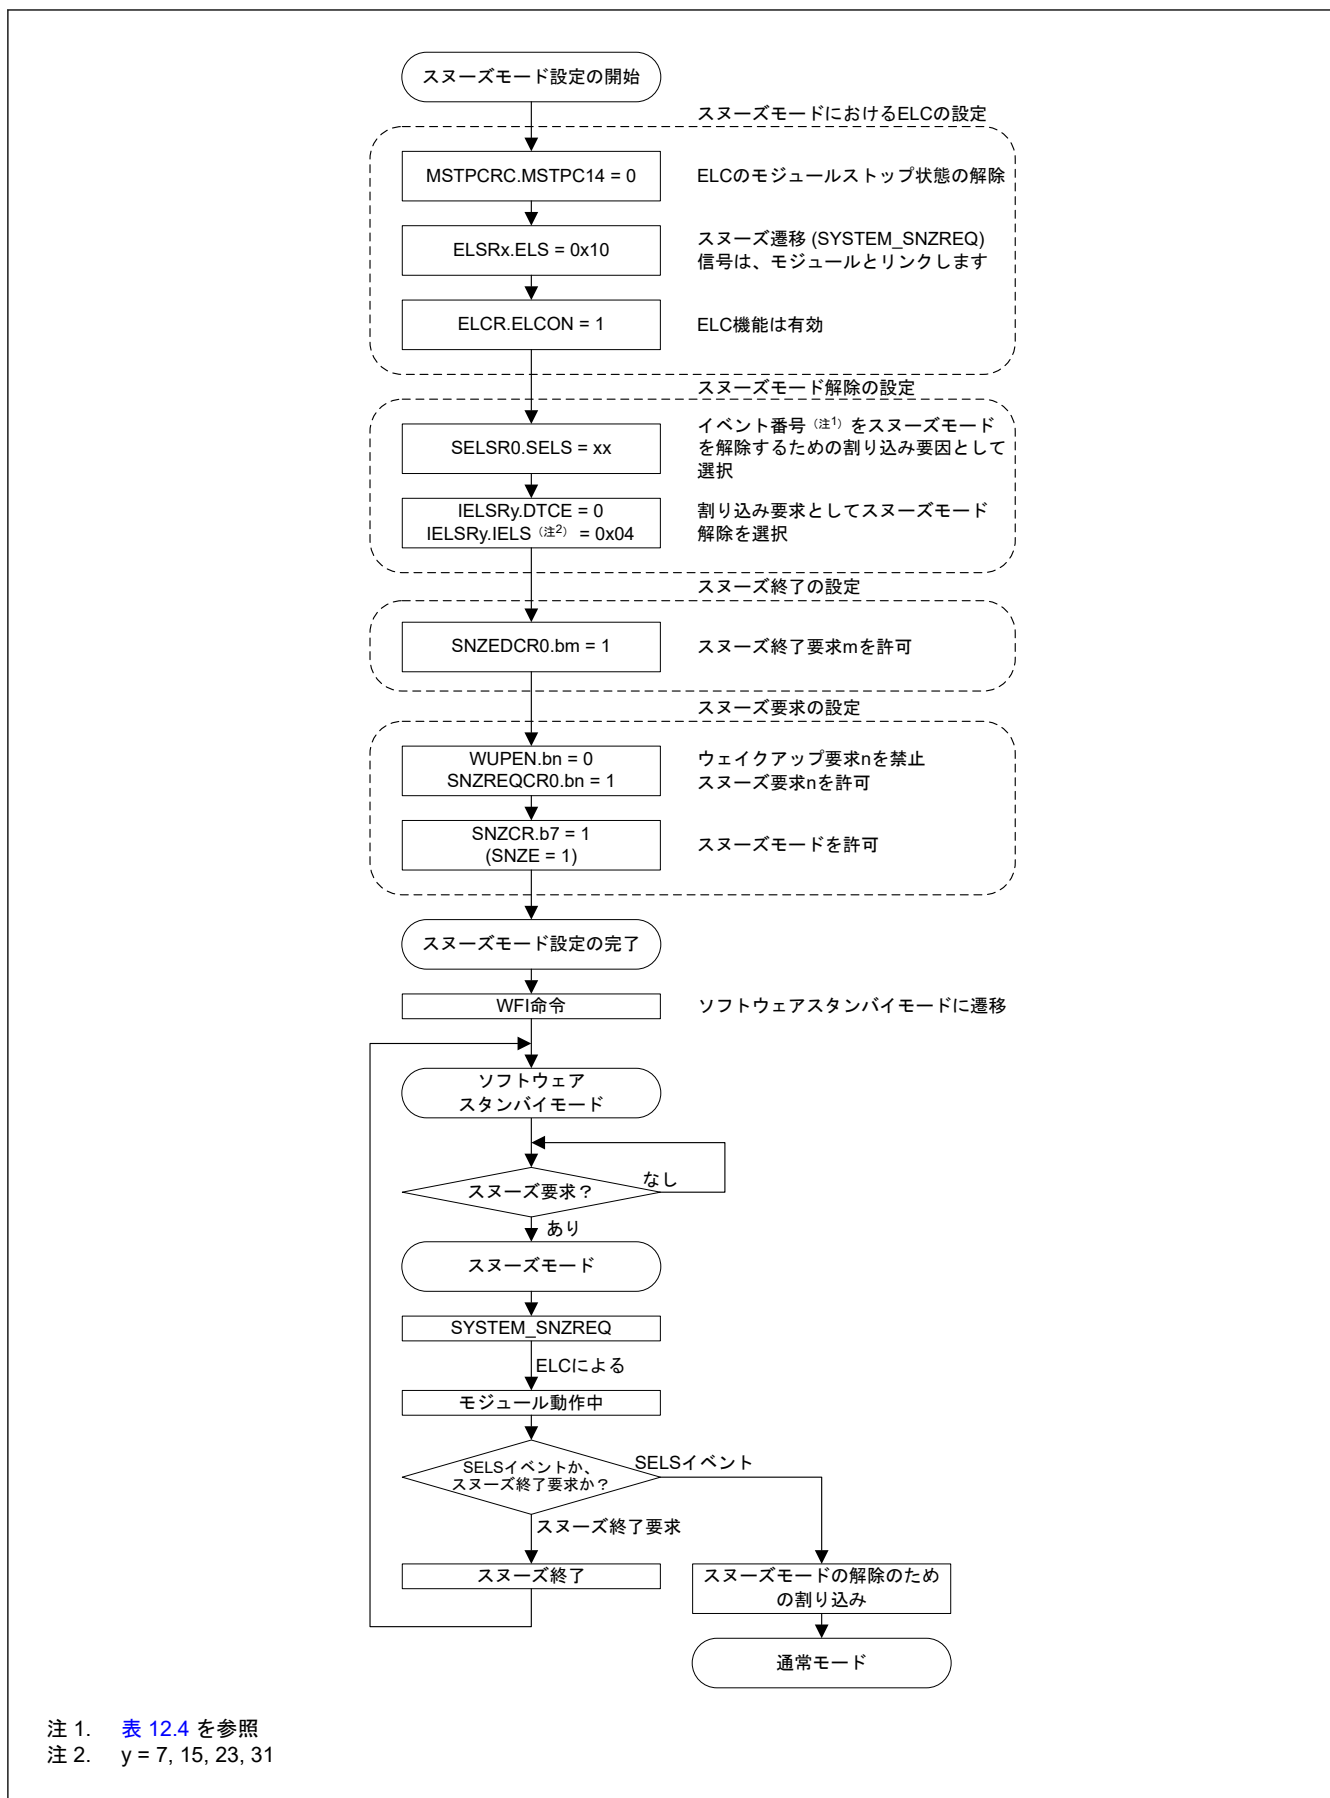 スヌーズモード設定の開始
スヌーズモードにおけるELCの設定
MSTPCRC.MSTPC14 = 0
ELCのモジュールストップ状態の解除
ELSRx.ELS = 0x10
スヌーズ遷移 (SYSTEM_SNZREQ)
信号は、モジュールとリンクします
ELCR.ELCON = 1
ELC機能は有効
スヌーズモード解除の設定
SELSR0.SELS = xx
イベント番号（注1）をスヌーズモード
を解除するための割り込み要因として
選択
IELSRy.DTCE = 0
IELSRy.IELS（注2）= 0x04
割り込み要求としてスヌーズモード
解除を選択
スヌーズ終了の設定
SNZEDCR0.bm = 1
スヌーズ終了要求mを許可
スヌーズ要求の設定
WUPEN.bn = 0
SNZREQCR0.bn = 1
ウェイクアップ要求nを禁止
スヌーズ要求nを許可
SNZCR.b7 = 1
(SNZE = 1)
スヌーズモードを許可
スヌーズモード設定の完了
WFI命令
ソフトウェアスタンバイモードに遷移
ソフトウェア
スタンバイモード
スヌーズ要求？
なし
あり
スヌーズモード
SYSTEM_SNZREQ
ELCによる
モジュール動作中
SELSイベントか、
スヌーズ終了要求か？
SELSイベント
スヌーズ終了要求
スヌーズ終了
スヌーズモードの解除のため
の割り込み
通常モード
注 1. 表 12.4 を参照
注 2. y = 7, 15, 23, 31